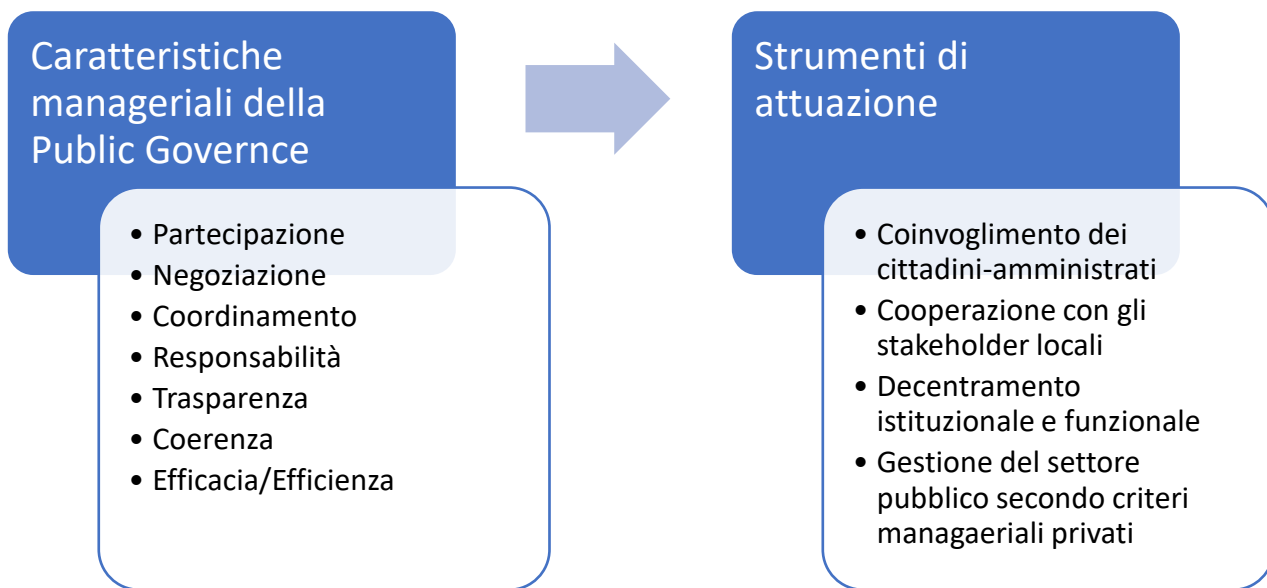 Caratteristiche
manageriali della
Public Governce
• Partecipazione
• Negoziazione
• Coordinamento
• Responsabilità
• Trasparenza
• Coerenza
• Efficacia/Efficienza
Strumenti di
attuazione
• Coinvoglimento dei
cittadini-amministrati
• Cooperazione con gli
stakeholder locali
• Decentramento
istituzionale e funzionale
• Gestione del settore
pubblico secondo criteri
managaeriali privati